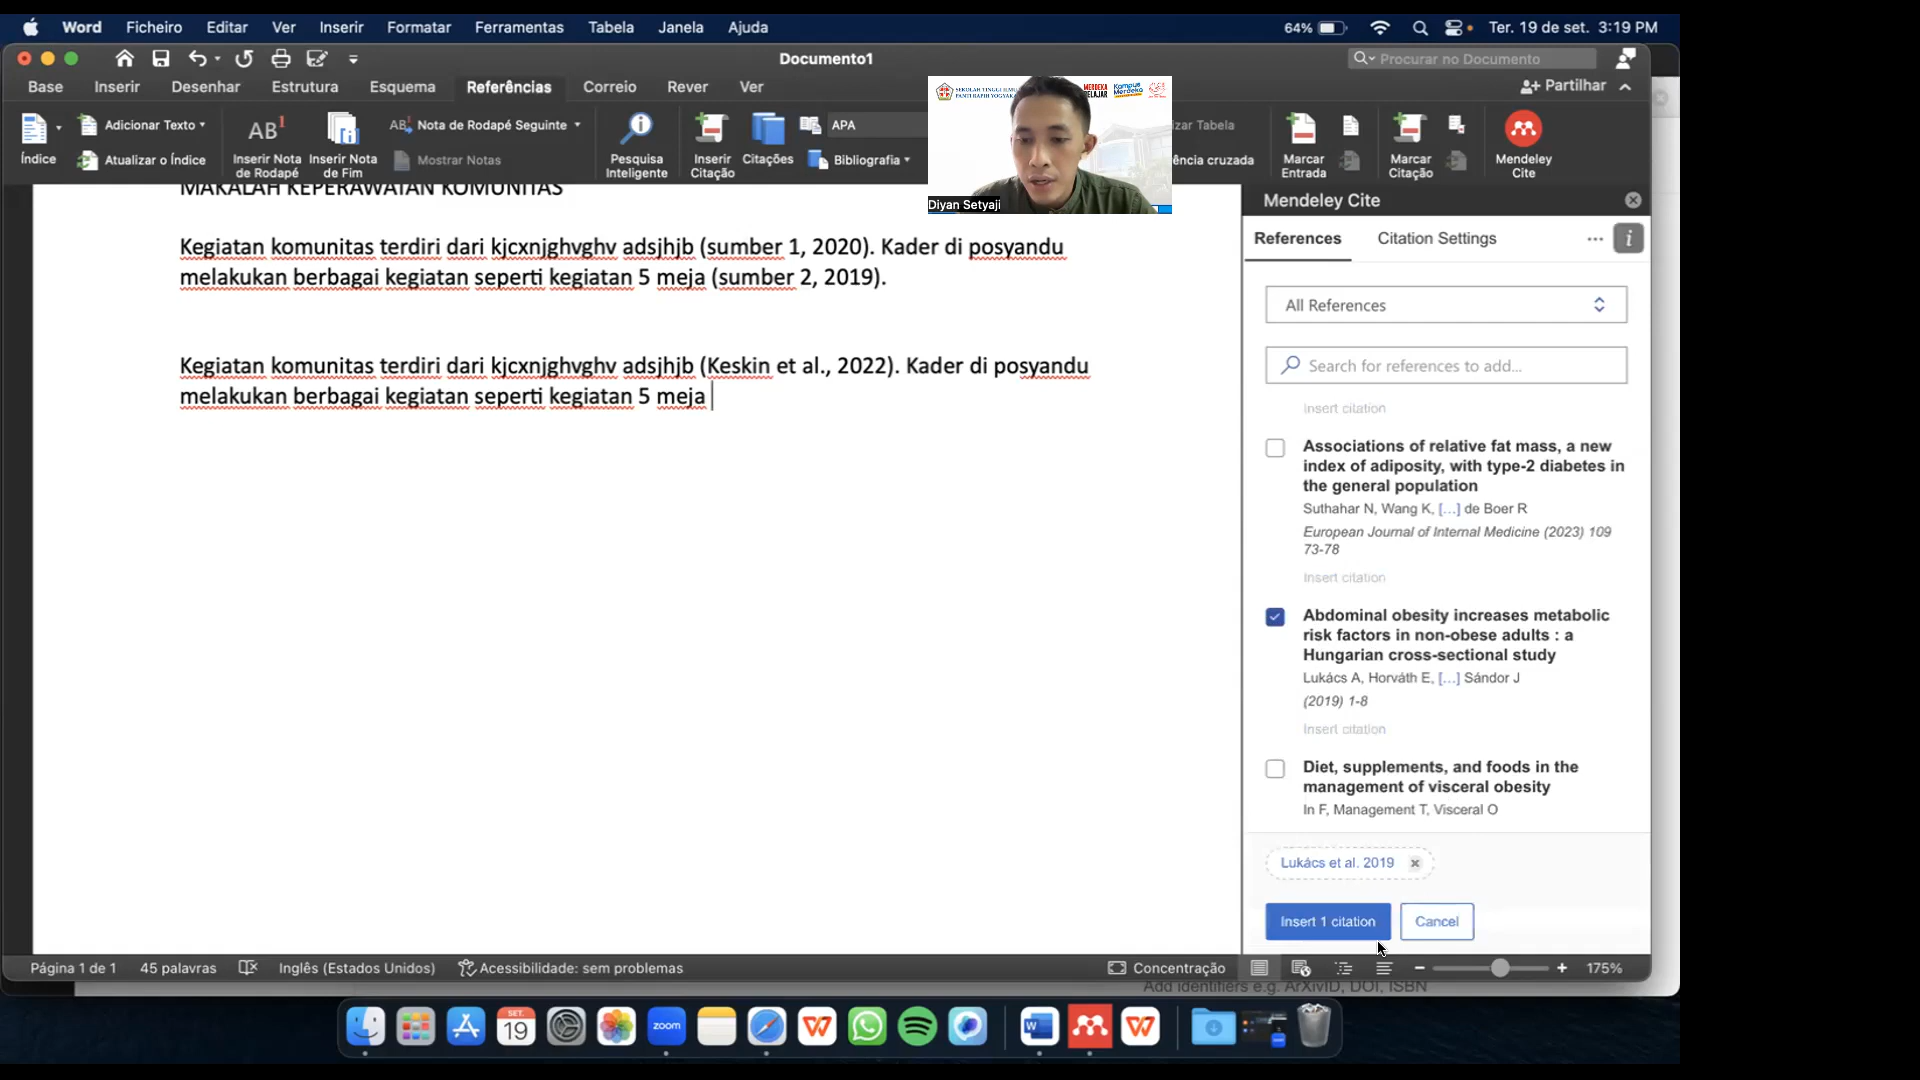 Word Ficheiro Editar Ver Inserir Formatar Ferramentas Tabela Janela Ajuda 64% Ter. 19 de set. 3:19 PM
Documento1
Procurar no Documento
Base Inserir Desenhar Estrutura Esquema Referências Correio Rever Ver Partilhar
Índice
Adicionar Texto
Atualizar o Índice
AB1
Inserir Nota
de Rodapé
Inserir Nota
de Fim
AB Nota de Rodapé Seguinte
Mostrar Notas
Pesquisa
Inteligente
Inserir
Citação
Citações
APA
Bibliografia
Tabela
cruzada
Marcar
Entrada
Marcar
Citação
Mendeley
Cite
MERDEKA
BELAJAR
Kampus
Merdeka
PANTI RAPIH YOGYAK
Diyan Setyaji
MAKALAH KEPERAWATAN KOMUNITAS
Kegiatan komunitas terdiri dari kjcxnjghvghv adsjhjb (sumber 1, 2020). Kader di posyandu
melakukan berbagai kegiatan seperti kegiatan 5 meja (sumber 2, 2019).
Kegiatan komunitas terdiri dari kjcxnjghvghv adsjhjb (Keskin et al., 2022). Kader di posyandu
melakukan berbagai kegiatan seperti kegiatan 5 meja
Mendeley Cite
References Citation Settings ... i
All References
Search for references to add...
Insert citation
Associations of relative fat mass, a new
index of adiposity, with type-2 diabetes in
the general population
Suthahar N, Wang K, [...] de Boer R
European Journal of Internal Medicine (2023) 109
73-78
Insert citation
Abdominal obesity increases metabolic
risk factors in non-obese adults : a
Hungarian cross-sectional study
Lukács A, Horváth E, [...] Sándor J
(2019) 1-8
Insert citation
Diet, supplements, and foods in the
management of visceral obesity
In F, Management T, Visceral O
Lukács et al. 2019
Insert 1 citation Cancel
Página 1 de 1 45 palavras Inglês (Estados Unidos) Acessibilidade: sem problemas Concentração 175%
Add identifiers e.g. ArXivID, DOI, ISBN
SET.
19
zoom